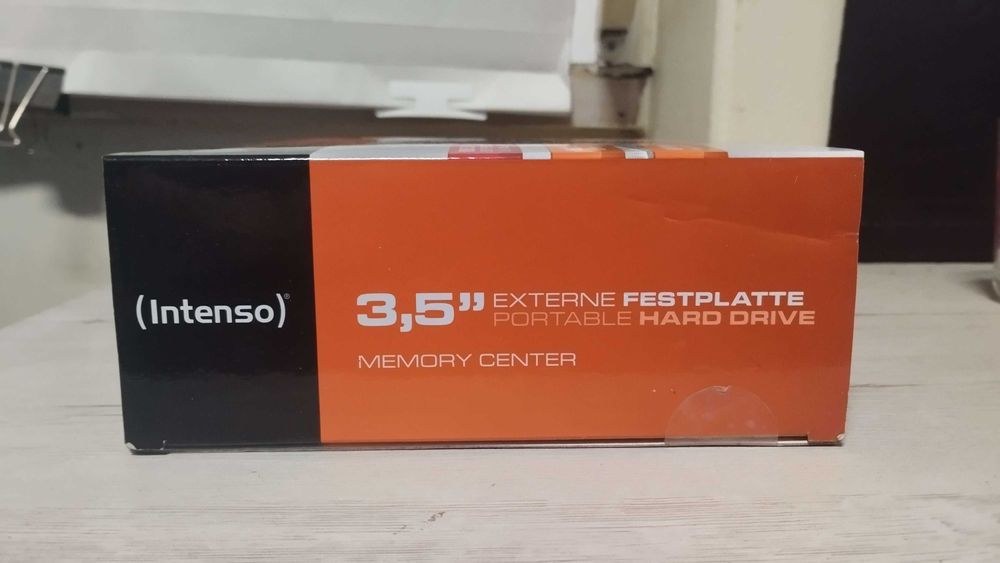 (Intenso)®
3,5” EXTERNE FESTPLATTE
PORTABLE HARD DRIVE
MEMORY CENTER